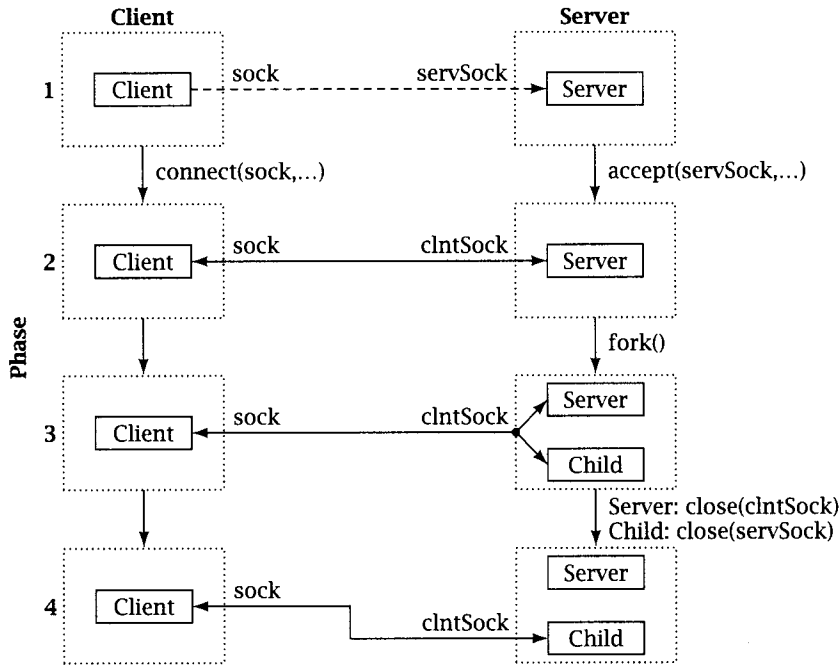 Client
Server
1
Client
sock
servSock
Server
connect(sock,...)
accept(servSock,...)
2
Client
sock
clntSock
Server
Phase
fork()
3
Client
sock
clntSock
Server
Child
Server: close(clntSock)
Child: close(servSock)
4
Client
sock
clntSock
Server
Child